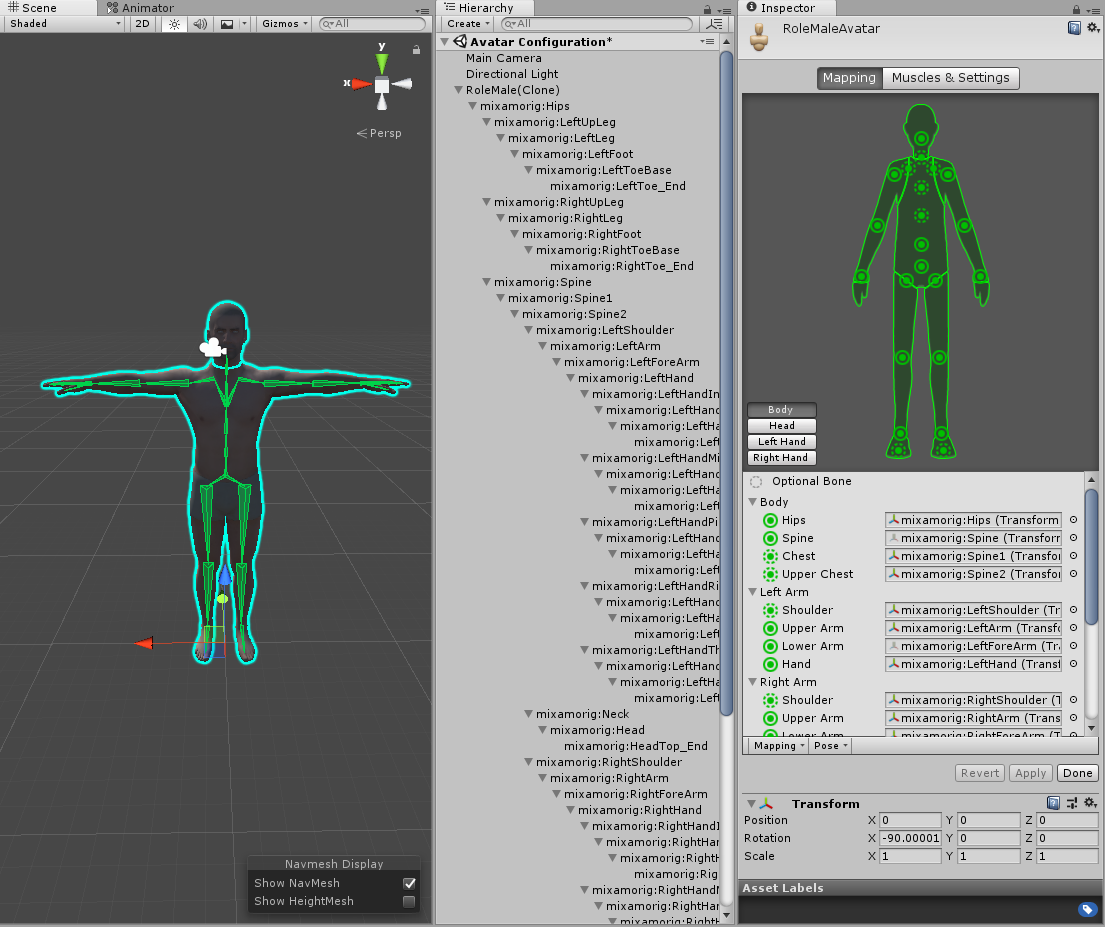 Scene
Animator
Shaded
2D
Gizmos
All
y
x
Persp
Navmesh Display
Show NavMesh
Show HeightMesh
Hierarchy
Create
All
Avatar Configuration*
Main Camera
Directional Light
RoleMale(Clone)
mixamorig:Hips
mixamorig:LeftUpLeg
mixamorig:LeftLeg
mixamorig:LeftFoot
mixamorig:LeftToeBase
mixamorig:LeftToe_End
mixamorig:RightUpLeg
mixamorig:RightLeg
mixamorig:RightFoot
mixamorig:RightToeBase
mixamorig:RightToe_End
mixamorig:Spine
mixamorig:Spine1
mixamorig:Spine2
mixamorig:LeftShoulder
mixamorig:LeftArm
mixamorig:LeftForeArm
mixamorig:LeftHand
mixamorig:LeftHandIn
mixamorig:LeftHand
mixamorig:LeftHa
mixamorig:Left
mixamorig:LeftHandMi
mixamorig:LeftHand
mixamorig:LeftHa
mixamorig:Left
mixamorig:LeftHandPi
mixamorig:LeftHand
mixamorig:LeftHa
mixamorig:Left
mixamorig:LeftHandRi
mixamorig:LeftHand
mixamorig:LeftHa
mixamorig:Left
mixamorig:LeftHandTh
mixamorig:LeftHand
mixamorig:LeftHa
mixamorig:Left
mixamorig:Neck
mixamorig:Head
mixamorig:HeadTop_End
mixamorig:RightShoulder
mixamorig:RightArm
mixamorig:RightForeArm
mixamorig:RightHand
mixamorig:RightHandI
mixamorig:RightHan
mixamorig:RightH
mixamorig:Rig
mixamorig:RightHandM
mixamorig:RightHan
mixamorig:RightH
Inspector
RoleMaleAvatar
Mapping
Muscles & Settings
Body
Head
Left Hand
Right Hand
Optional Bone
Body
Hips mixamorig:Hips (Transform
Spine mixamorig:Spine (Transforr
Chest mixamorig:Spine1 (Transfor
Upper Chest mixamorig:Spine2 (Transfor
Left Arm
Shoulder mixamorig:LeftShoulder (Tr
Upper Arm mixamorig:LeftArm (Transfo
Lower Arm mixamorig:LeftForeArm (Tra
Hand mixamorig:LeftHand (Transf
Right Arm
Shoulder mixamorig:RightShoulder (T
Upper Arm mixamorig:RightArm (Trans
Lower Arm mixamorig:RightForeArm (T
Mapping
Pose
Revert
Apply
Done
Transform
Position X 0 Y 0 Z 0
Rotation X -90.00001 Y 0 Z 0
Scale X 1 Y 1 Z 1
Asset Labels